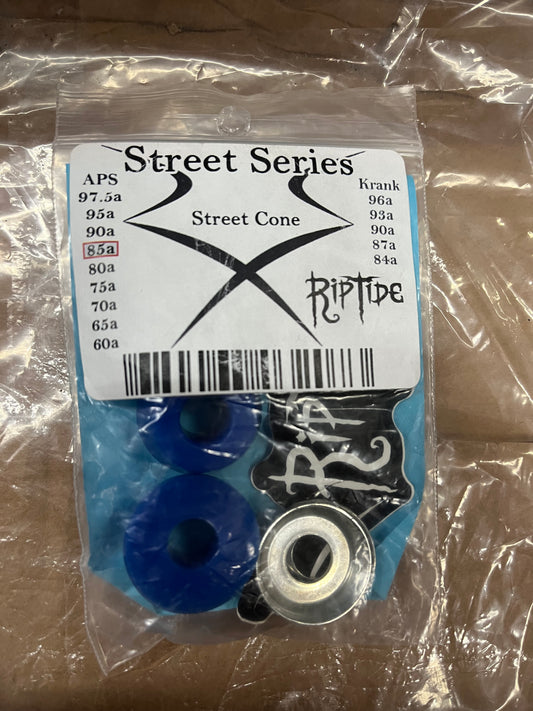 Street Series
APS
97.5a
95a
90a
85a
80a
75a
70a
65a
60a
Street Cone
Krank
96a
93a
90a
87a
84a
RIPTIDE
RIPT